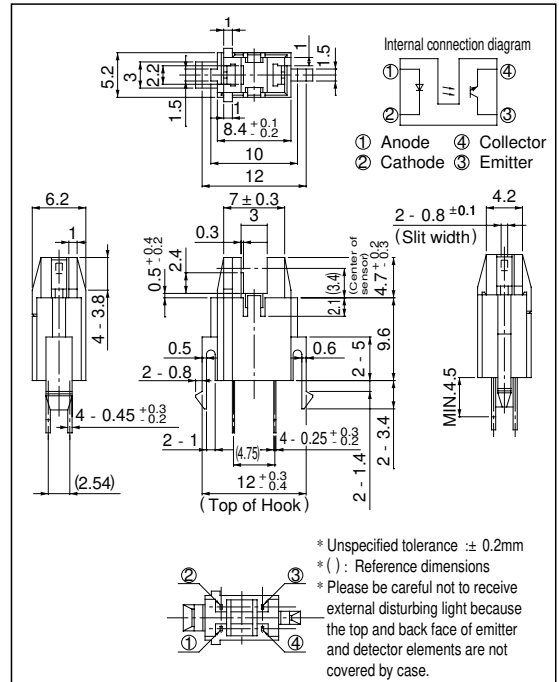 1
5.2
3
2.2
1.5
1
1.5
1
8.4 +0.1 -0.2
10
12
Internal connection diagram
① ④
② ③
① Anode ④ Collector
② Cathode ③ Emitter
6.2
1
4 - 3.8
4 - 0.45 +0.3 -0.2
(2.54)
7 ± 0.3
3
0.3
0.5 +0.4 -0.2
2.4
2.1
(3.4)
(Center of sensor)
4.7 +0.2 -0.3
9.6
0.5
0.6
2 - 5
2 - 0.8
2 - 1
(4.75)
4 - 0.25 +0.3 -0.2
2 - 1.4
2 - 3.4
12 +0.3 -0.4
(Top of Hook)
4.2
2 - 0.8 ±0.1
(Slit width)
MIN.4.5
② ③
① ④
* Unspecified tolerance :± 0.2mm
* ( ) : Reference dimensions
* Please be careful not to receive
external disturbing light because
the top and back face of emitter
and detector elements are not
covered by case.